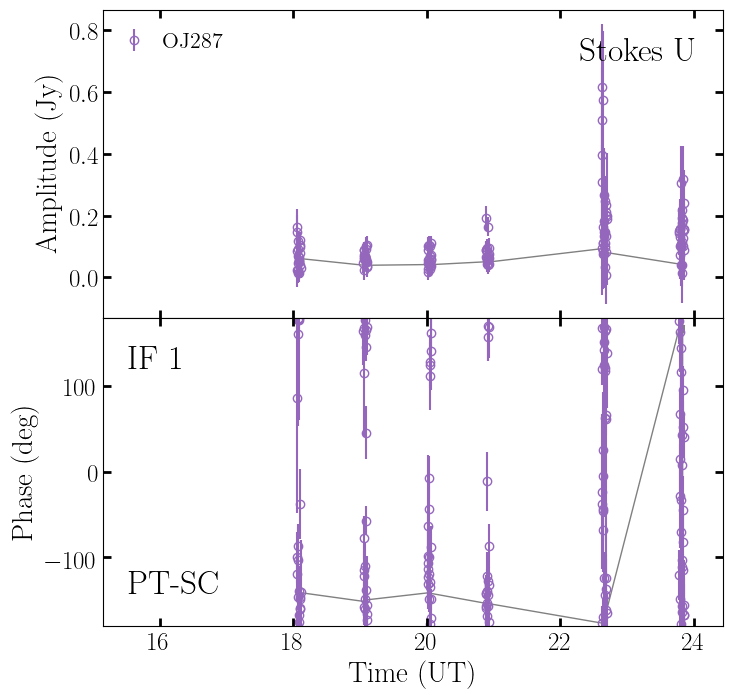 0.8
OJ287
Stokes U
0.6
0.4
0.2
0.0
Amplitude (Jy)
IF 1
100
0
−100
Phase (deg)
PT-SC
16 18 20 22 24
Time (UT)